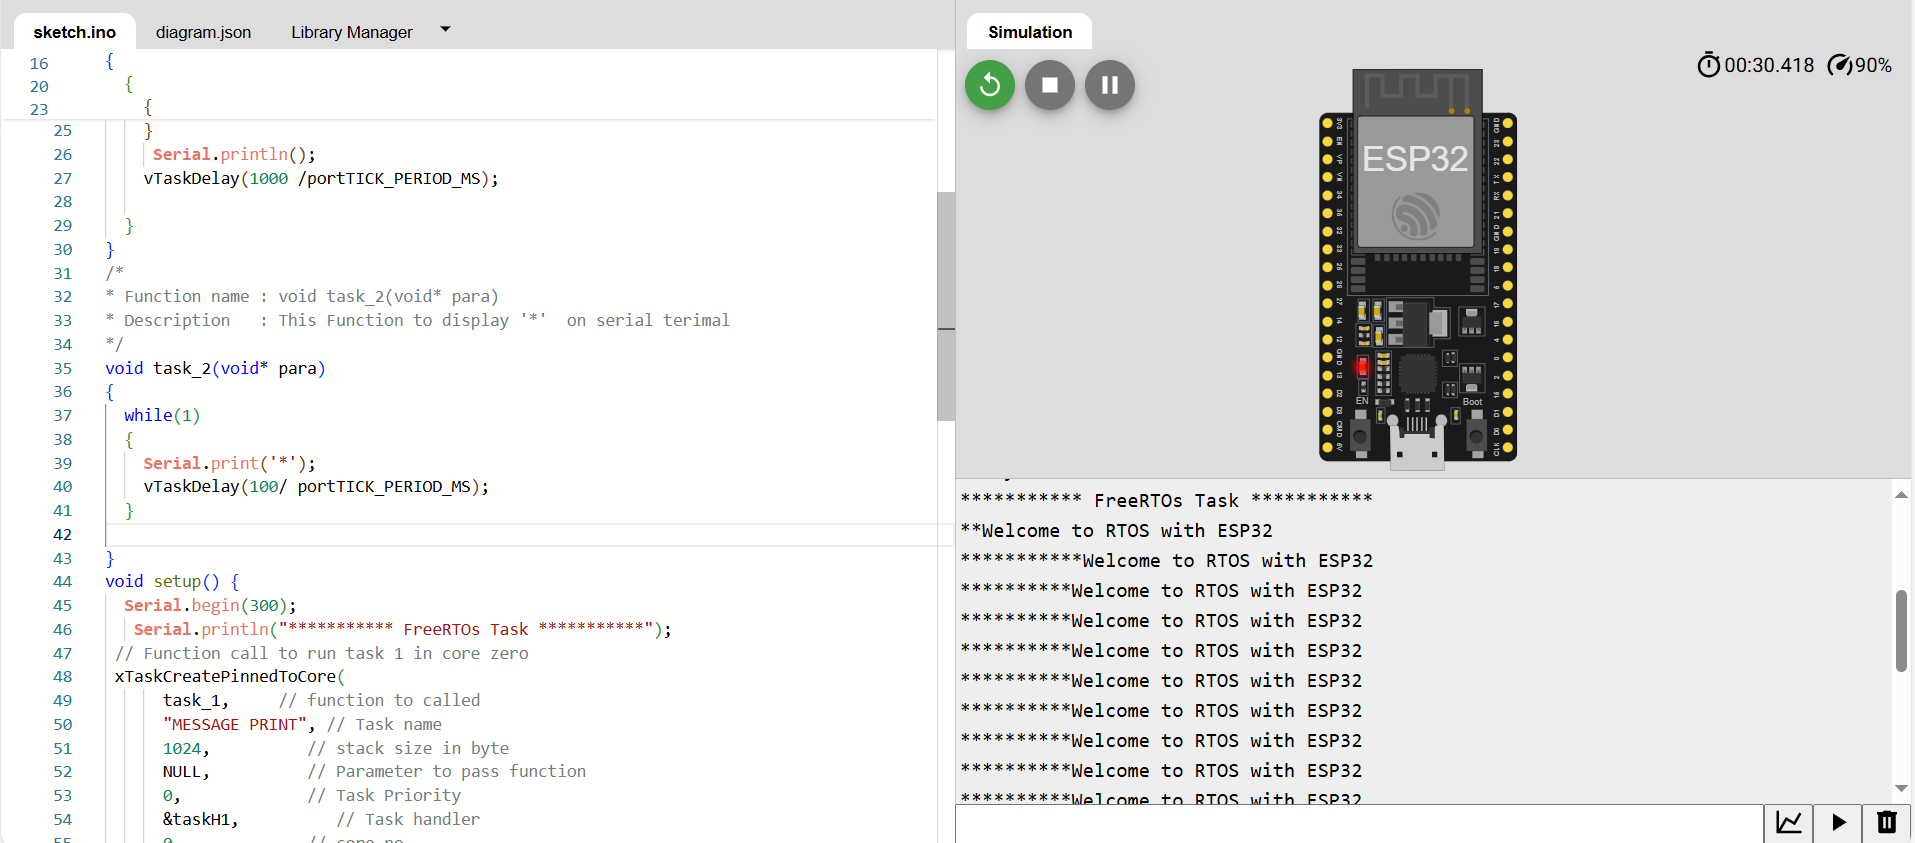 sketch.ino diagram.json Library Manager
16 {
20 {
23 {
25 }
26 Serial.println();
27 vTaskDelay(1000 /portTICK_PERIOD_MS);
28
29 }
30 }
31 /*
32 * Function name : void task_2(void* para)
33 * Description   : This Function to display '*'  on serial terimal
34 */
35 void task_2(void* para)
36 {
37 while(1)
38 {
39 Serial.print('*');
40 vTaskDelay(100/ portTICK_PERIOD_MS);
41 }
42
43 }
44 void setup() {
45 Serial.begin(300);
46 Serial.println("*********** FreeRTOs Task ***********");
47 // Function call to run task 1 in core zero
48 xTaskCreatePinnedToCore(
49 task_1,     // function to called
50 "MESSAGE PRINT", // Task name
51 1024,          // stack size in byte
52 NULL,          // Parameter to pass function
53 0,             // Task Priority
54 &taskH1,          // Task handler
55 0 // core no
Simulation
00:30.418 90%
ESP32
EN
Boot
*********** FreeRTOs Task ***********
**Welcome to RTOS with ESP32
***********Welcome to RTOS with ESP32
**********Welcome to RTOS with ESP32
**********Welcome to RTOS with ESP32
**********Welcome to RTOS with ESP32
**********Welcome to RTOS with ESP32
**********Welcome to RTOS with ESP32
**********Welcome to RTOS with ESP32
**********Welcome to RTOS with ESP32
**********Welcome to RTOS with ESP32